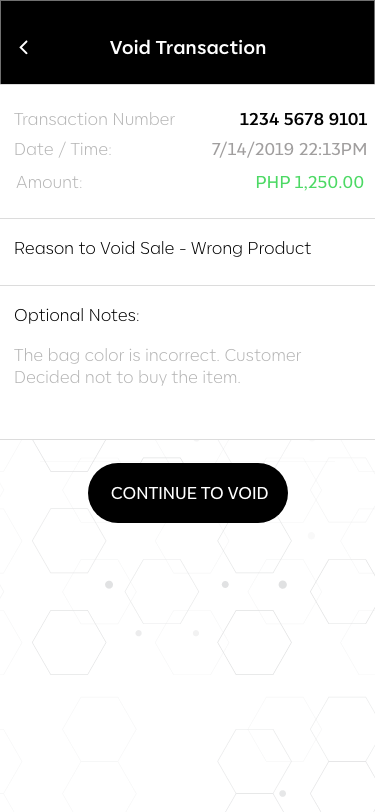 Void Transaction
Transaction Number 1234 5678 9101
Date / Time: 7/14/2019 22:13PM
Amount: PHP 1,250.00
Reason to Void Sale - Wrong Product
Optional Notes:
The bag color is incorrect. Customer
Decided not to buy the item.
CONTINUE TO VOID